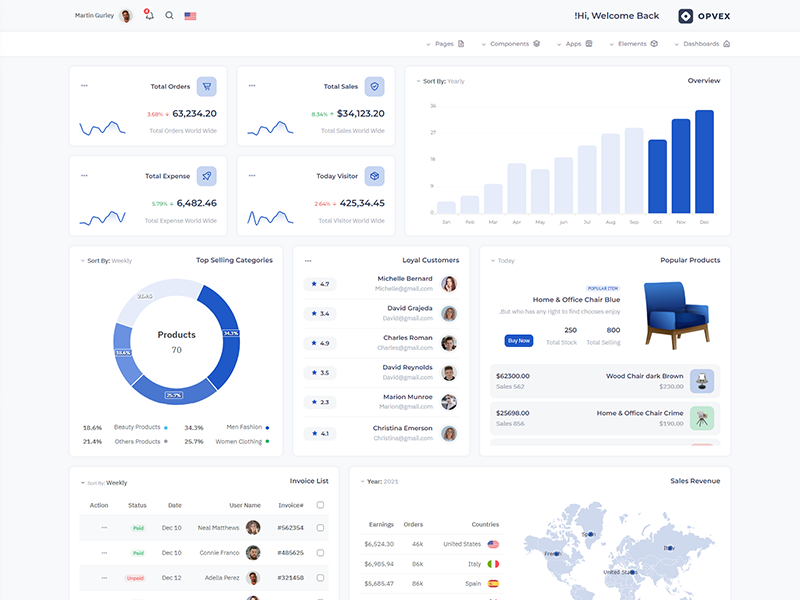 Martin Gurley
4
!Hi, Welcome Back
OPVEX
Pages
Components
Apps
Elements
Dashboards
Total Orders
3.68%
63,234.20
Total Orders World Wide
Total Sales
8.34%
$34,123.20
Total Sales World Wide
Total Expense
5.79%
6,482.46
Total Expense World Wide
Today Visitor
2.64%
425,34.45
Total Visitor World Wide
Sort By: Yearly
Overview
36
27
18
9
0
Jan Feb Mar Apr May Jun Jul Aug Sep Oct Nov Dec
Sort By: Weekly
Top Selling Categories
21.4%
34.3%
18.6%
25.7%
Products
70
18.6% Beauty Products 34.3% Men Fashion
21.4% Others Products 25.7% Women Clothing
Loyal Customers
4.7 Michelle Bernard
Michelle@gmail.com
3.4 David Grajeda
David@gmail.com
4.9 Charles Roman
Charles@gmail.com
3.5 David Reynolds
David@gmail.com
2.3 Marion Munroe
Marion@gmail.com
4.1 Christina Emerson
Christina@gmail.com
Today
Popular Products
POPULAR ITEM
Home & Office Chair Blue
.But who has any right to find chooses enjoy
Buy Now
250 800
Total Stock Total Selling
$62300.00 Wood Chair dark Brown
Sales 562 $230.00
$25698.00 Home & Office Chair Crime
Sales 856 $190.00
Sort By: Weekly
Invoice List
Action Status Date User Name Invoice#
Paid Dec 10 Neal Matthews #562354
Paid Dec 10 Connie Franco #485625
Unpaid Dec 12 Adella Perez #321458
Year: 2021
Sales Revenue
Earnings Orders Countries
$6,524.30 46k United States
$6,985.94 86k Italy
$5,685.47 86k Spain
Spain
French
Italy
United States